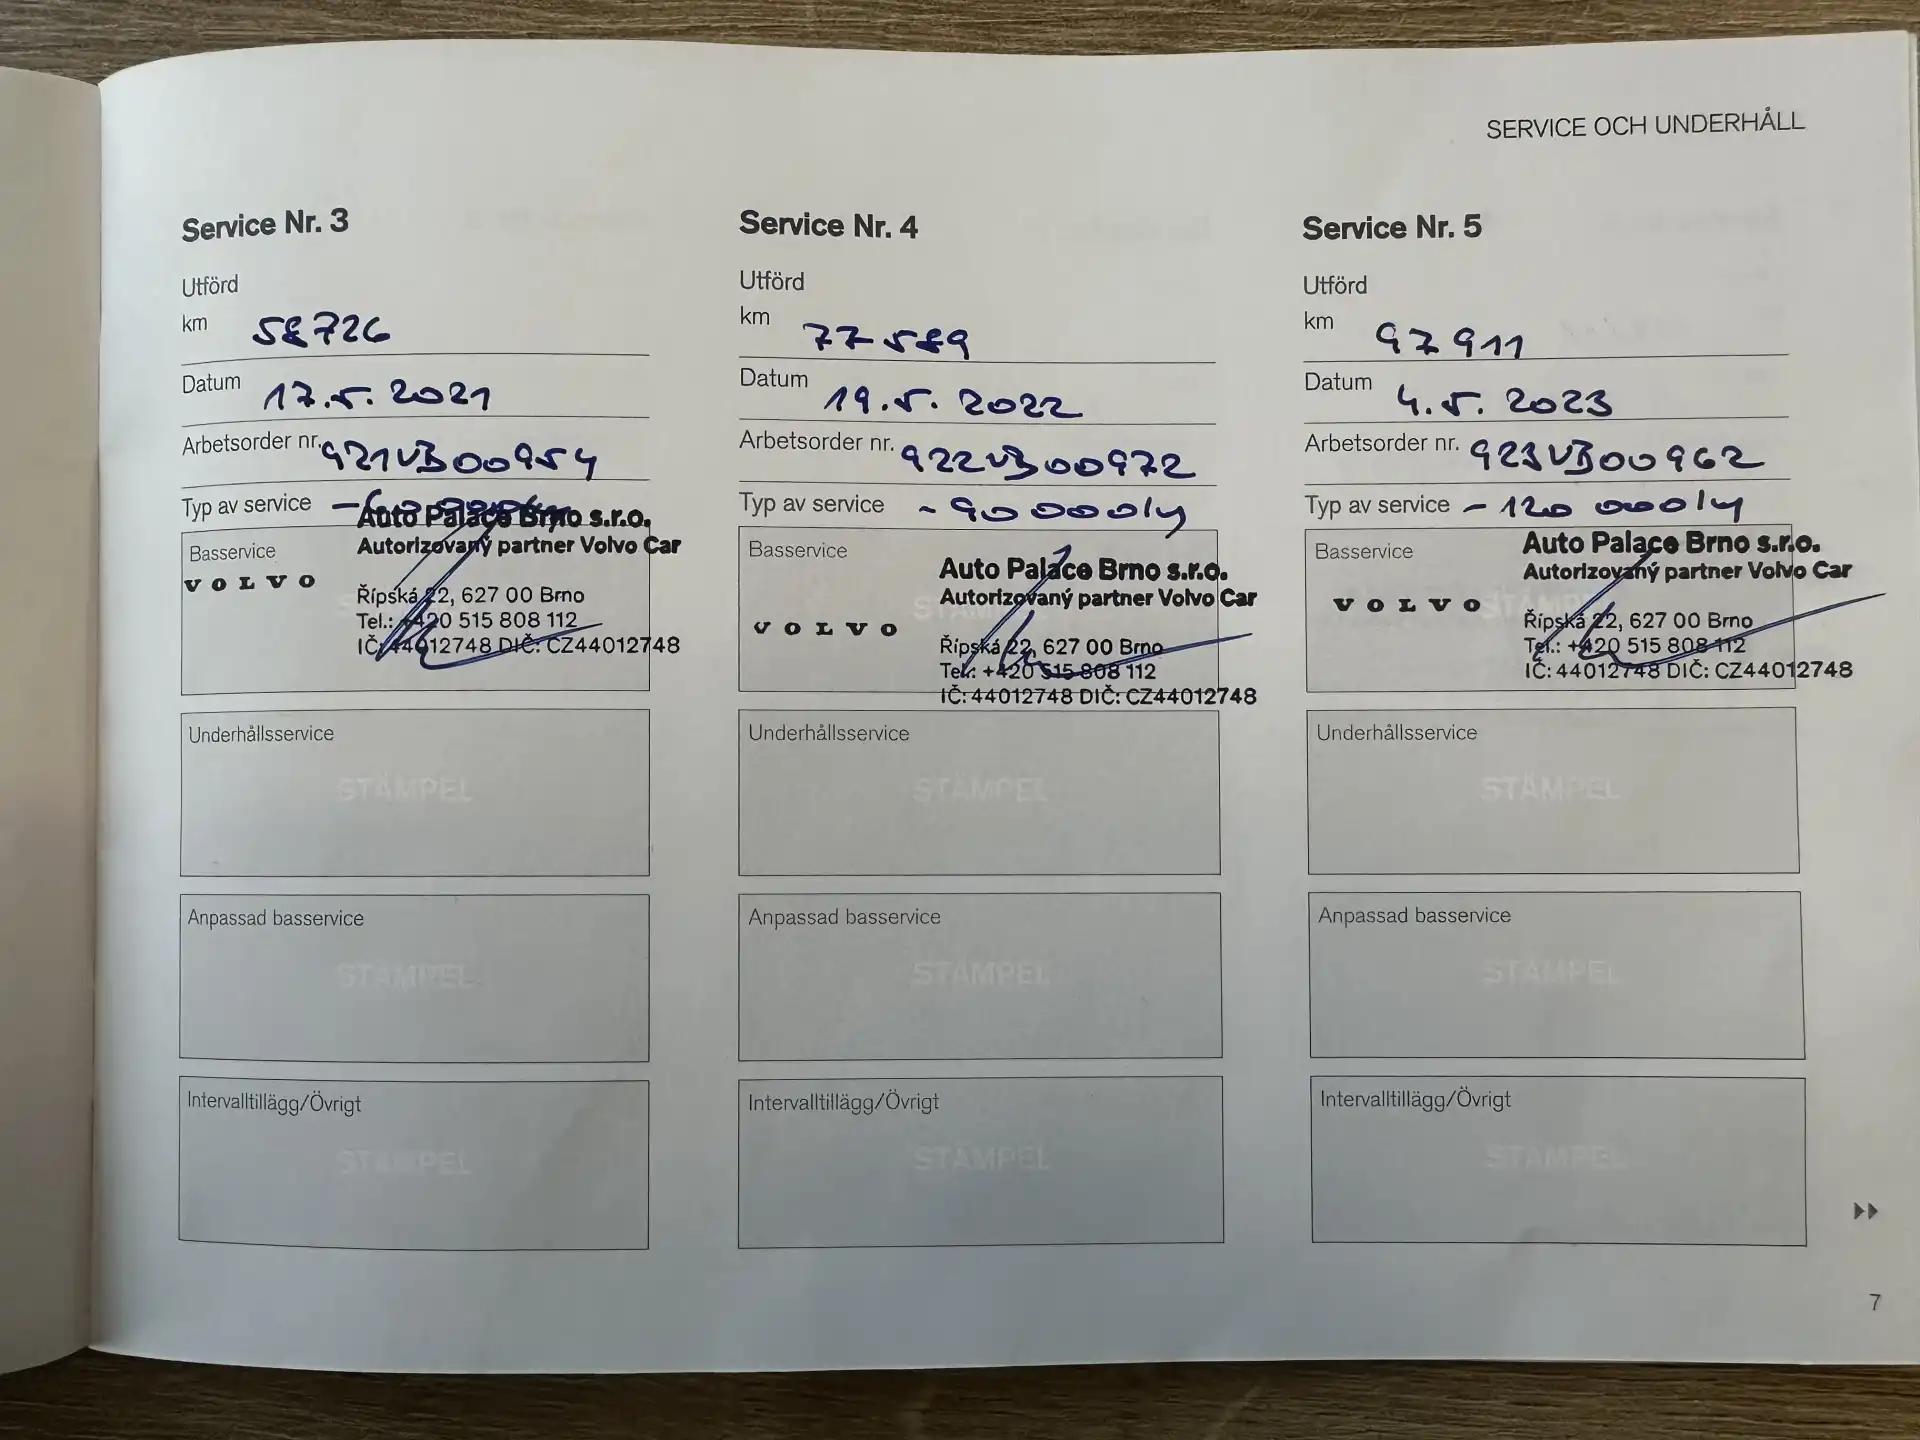 SERVICE OCH UNDERHÅLL
Service Nr. 3
Utförd
km 58726
Datum 17.5.2021
Arbetsorder nr. 921VB00954
Typ av service
Basservice
VOLVO
Auto Palace Brno s.r.o.
Autorizovaný partner Volvo Car
Řípská 22, 627 00 Brno
Tel.: +420 515 808 112
IČ: 44012748 DIČ: CZ44012748
Underhållsservice
STÄMPEL
Anpassad basservice
STÄMPEL
Intervalltillägg/Övrigt
STÄMPEL
Service Nr. 4
Utförd
km 77589
Datum 19.5.2022
Arbetsorder nr. 922VB00972
Typ av service - 90 000/4
Basservice
STÄMPEL
VOLVO
Auto Palace Brno s.r.o.
Autorizovaný partner Volvo Car
Řípská 22, 627 00 Brno
Tel.: +420 515 808 112
IČ: 44012748 DIČ: CZ44012748
Underhållsservice
STÄMPEL
Anpassad basservice
STÄMPEL
Intervalltillägg/Övrigt
STÄMPEL
Service Nr. 5
Utförd
km 97911
Datum 4.5.2023
Arbetsorder nr. 923VB00962
Typ av service - 120 000/4
Basservice
STÄMPEL
VOLVO
Auto Palace Brno s.r.o.
Autorizovaný partner Volvo Car
Řípská 22, 627 00 Brno
Tel.: +420 515 808 112
IČ: 44012748 DIČ: CZ44012748
Underhållsservice
STÄMPEL
Anpassad basservice
STÄMPEL
Intervalltillägg/Övrigt
STÄMPEL
7